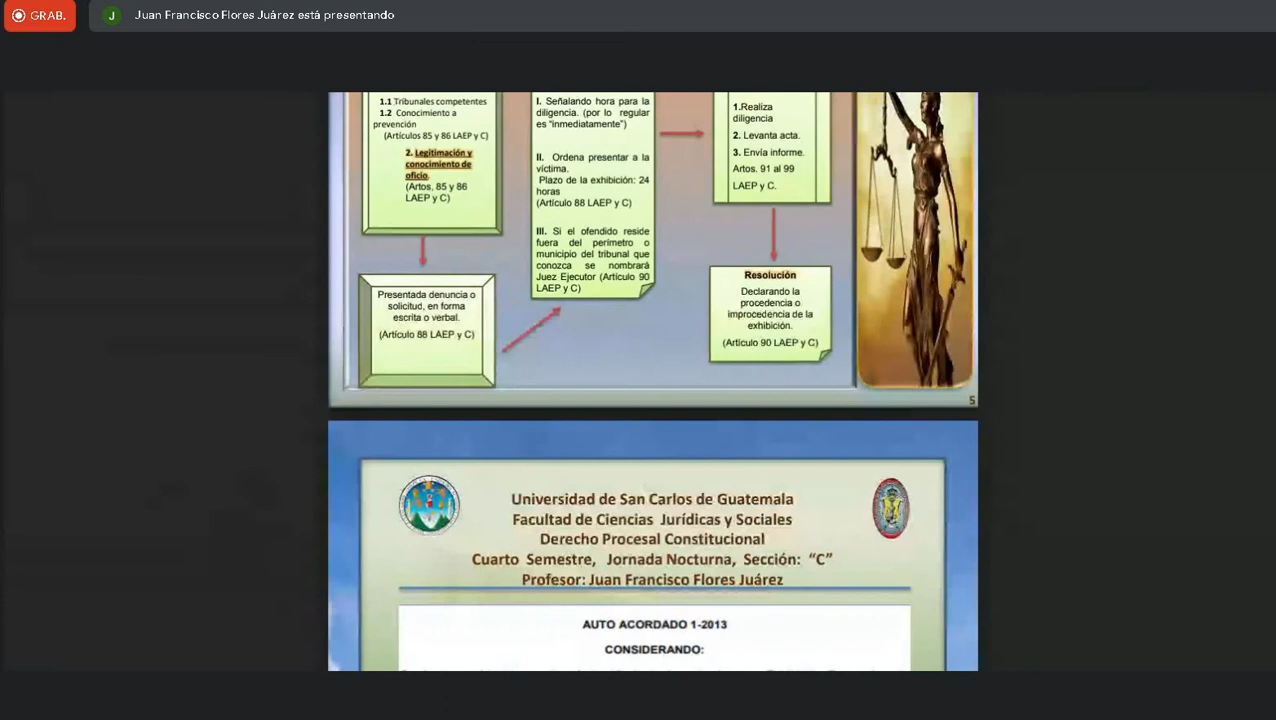 GRAB.
J
Juan Francisco Flores Juárez está presentando
1.1 Tribunales competentes
1.2 Conocimiento a
prevención
(Artículos 85 y 86 LAEP y C)
2. Legitimación y
conocimiento de
oficio.
(Artos, 85 y 86
LAEP y C)
Presentada denuncia o
solicitud, en forma
escrita o verbal.
(Artículo 88 LAEP y C)
I. Señalando hora para la
diligencia. (por lo regular
es "inmediatamente")
II. Ordena presentar a la
víctima.
Plazo de la exhibición: 24
horas
(Artículo 88 LAEP y C)
III. Si el ofendido reside
fuera del perímetro o
municipio del tribunal que
conozca se nombrará
Juez Ejecutor (Artículo 90
LAEP y C)
1.Realiza
diligencia
2. Levanta acta.
3. Envía informe.
Artos. 91 al 99
LAEP y C.
Resolución
Declarando la
procedencia o
improcedencia de la
exhibición.
(Artículo 90 LAEP y C)
5
Universidad de San Carlos de Guatemala
Facultad de Ciencias Jurídicas y Sociales
Derecho Procesal Constitucional
Cuarto Semestre, Jornada Nocturna, Sección: "C"
Profesor: Juan Francisco Flores Juárez
AUTO ACORDADO 1-2013
CONSIDERANDO: